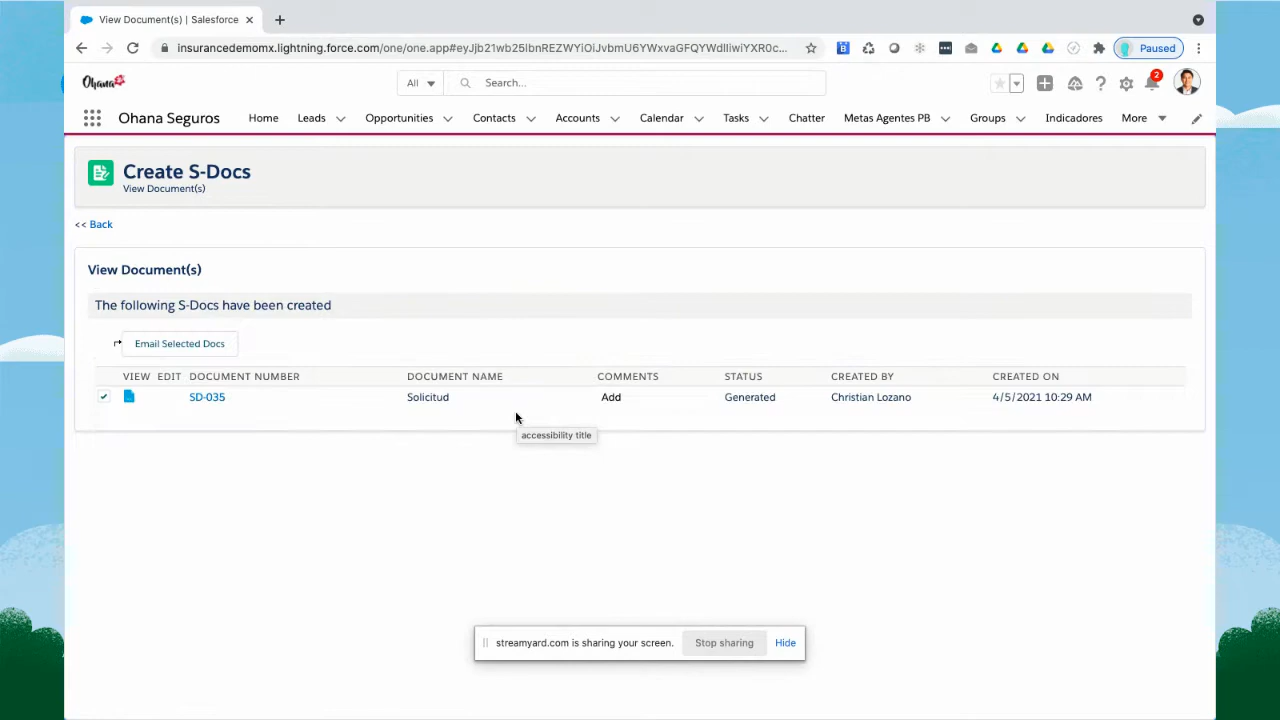 View Document(s) | Salesforce
insurancedemomx.lightning.force.com/one/one.app#eyJjb21wb25lbnREZWYiOiJvbmU6YWxvaGFQYWdlIiwiYXR0c...
Paused
Ohana
All
Search...
2
Ohana Seguros
Home
Leads
Opportunities
Contacts
Accounts
Calendar
Tasks
Chatter
Metas Agentes PB
Groups
Indicadores
More
Create S-Docs
View Document(s)
<< Back
View Document(s)
The following S-Docs have been created
Email Selected Docs
VIEW EDIT DOCUMENT NUMBER DOCUMENT NAME COMMENTS STATUS CREATED BY CREATED ON
SD-035 Solicitud Add Generated Christian Lozano 4/5/2021 10:29 AM
accessibility title
streamyard.com is sharing your screen. Stop sharing Hide